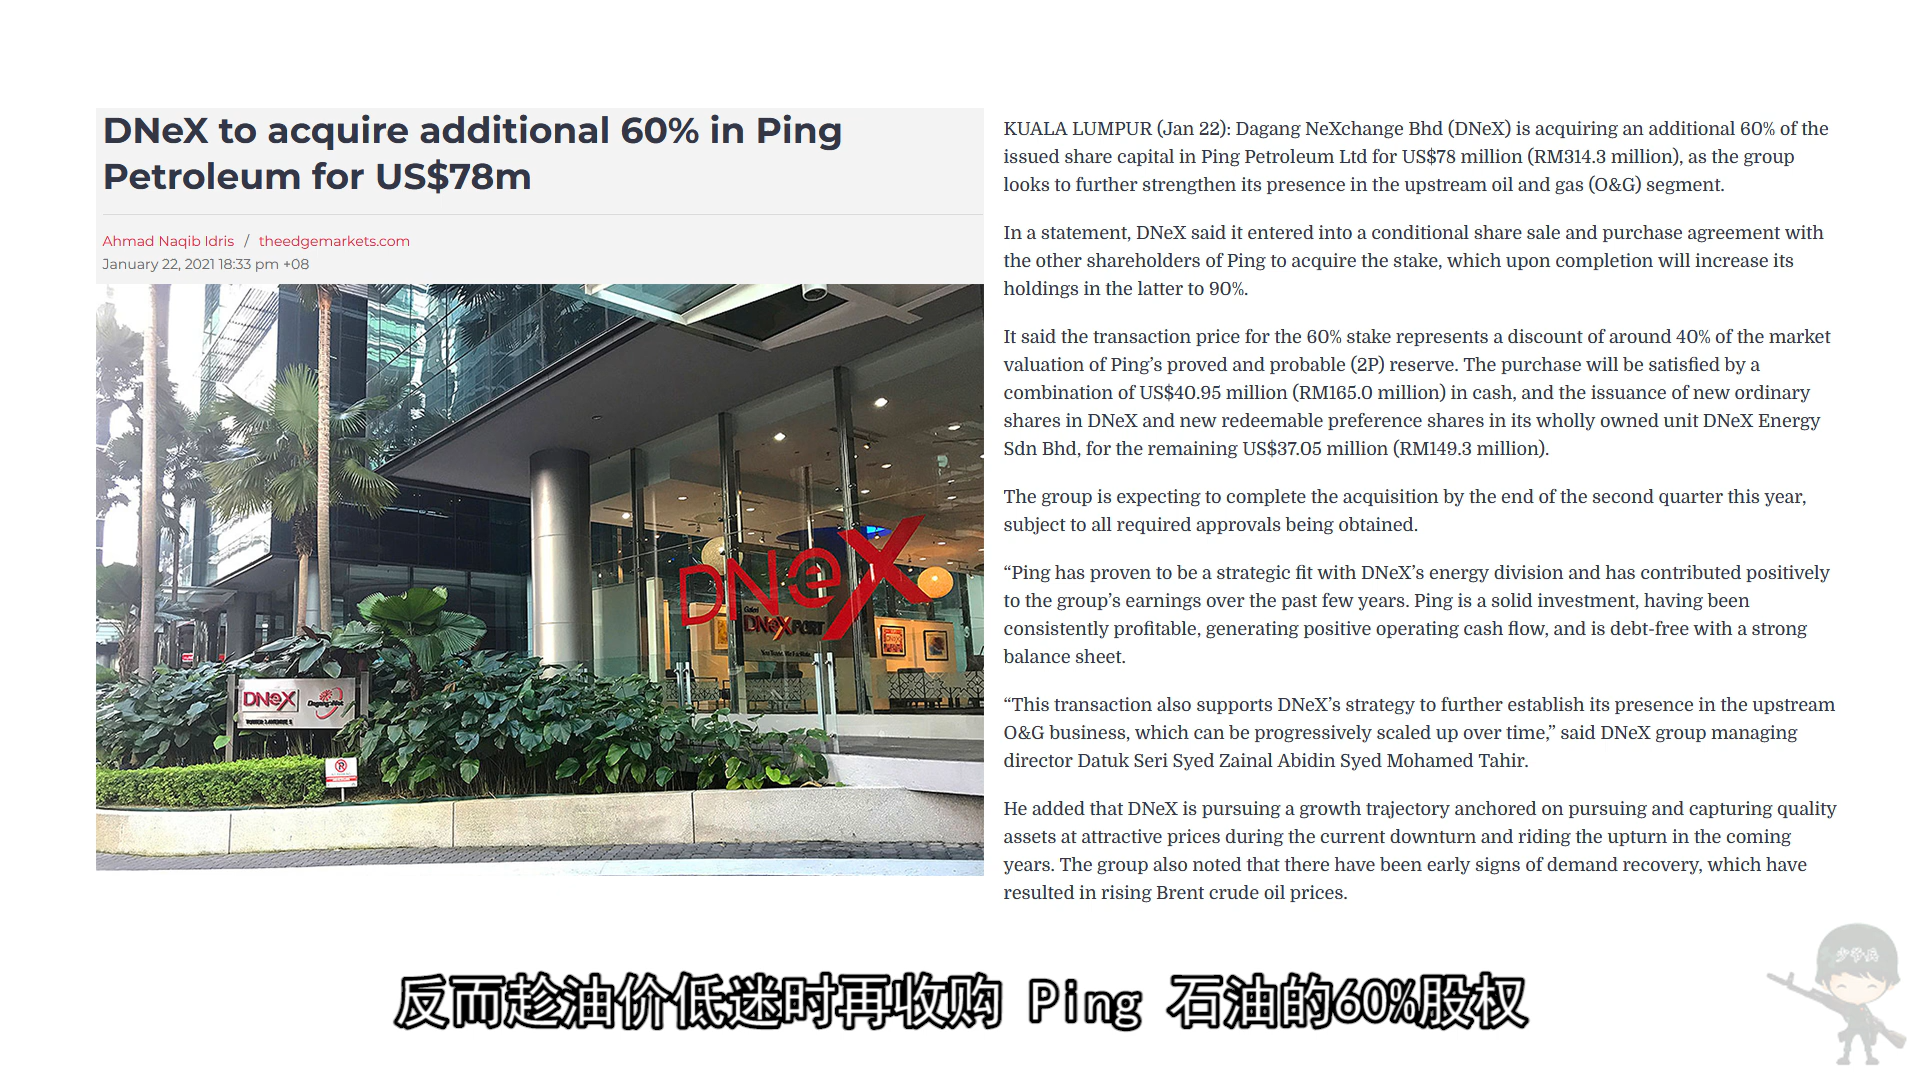 DNeX to acquire additional 60% in Ping
Petroleum for US$78m
Ahmad Naqib Idris / theedgemarkets.com
January 22, 2021 18:33 pm +08
DNeX
DNeXPORT
DNeX
Dagang Net
KUALA LUMPUR (Jan 22): Dagang NeXchange Bhd (DNeX) is acquiring an additional 60% of the
issued share capital in Ping Petroleum Ltd for US$78 million (RM314.3 million), as the group
looks to further strengthen its presence in the upstream oil and gas (O&G) segment.
In a statement, DNeX said it entered into a conditional share sale and purchase agreement with
the other shareholders of Ping to acquire the stake, which upon completion will increase its
holdings in the latter to 90%.
It said the transaction price for the 60% stake represents a discount of around 40% of the market
valuation of Ping’s proved and probable (2P) reserve. The purchase will be satisfied by a
combination of US$40.95 million (RM165.0 million) in cash, and the issuance of new ordinary
shares in DNeX and new redeemable preference shares in its wholly owned unit DNeX Energy
Sdn Bhd, for the remaining US$37.05 million (RM149.3 million).
The group is expecting to complete the acquisition by the end of the second quarter this year,
subject to all required approvals being obtained.
“Ping has proven to be a strategic fit with DNeX’s energy division and has contributed positively
to the group’s earnings over the past few years. Ping is a solid investment, having been
consistently profitable, generating positive operating cash flow, and is debt-free with a strong
balance sheet.
“This transaction also supports DNeX’s strategy to further establish its presence in the upstream
O&G business, which can be progressively scaled up over time,” said DNeX group managing
director Datuk Seri Syed Zainal Abidin Syed Mohamed Tahir.
He added that DNeX is pursuing a growth trajectory anchored on pursuing and capturing quality
assets at attractive prices during the current downturn and riding the upturn in the coming
years. The group also noted that there have been early signs of demand recovery, which have
resulted in rising Brent crude oil prices.
反而趁油价低迷时再收购 Ping 石油的60%股权